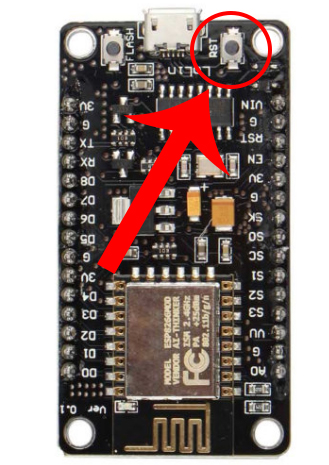 FLASH
RST
LoLin
3V
G
TX
RX
D8
D7
D6
D5
G
3V
D4
D3
D2
D1
D0
VIN
G
RST
EN
3V
G
SK
SO
SC
S1
S2
S3
VU
G
AO
MODEL ESP8266MOD
VENDOR AI-THINKER
ISM 2.4GHz
PA +25dBm
802.11b/g/n
FC
Ver 0.1